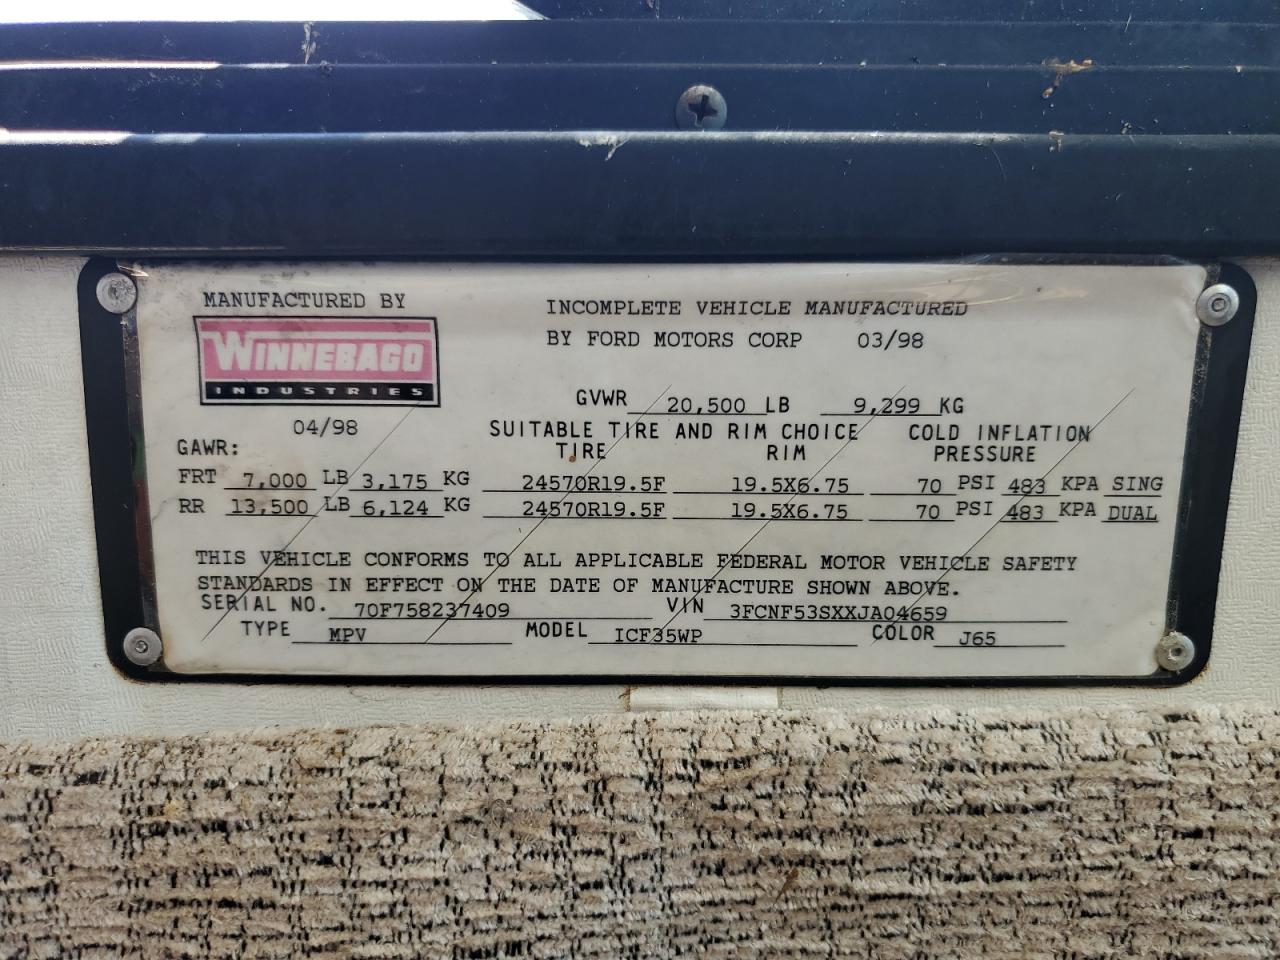 MANUFACTURED BY
WINNEBAGO
INDUSTRIES
04/98
INCOMPLETE VEHICLE MANUFACTURED
BY FORD MOTORS CORP 03/98
GVWR 20,500 LB 9,299 KG
GAWR: SUITABLE TIRE AND RIM CHOICE COLD INFLATION
TIRE RIM PRESSURE
FRT 7,000 LB 3,175 KG 24570R19.5F 19.5X6.75 70 PSI 483 KPA SING
RR 13,500 LB 6,124 KG 24570R19.5F 19.5X6.75 70 PSI 483 KPA DUAL
THIS VEHICLE CONFORMS TO ALL APPLICABLE FEDERAL MOTOR VEHICLE SAFETY
STANDARDS IN EFFECT ON THE DATE OF MANUFACTURE SHOWN ABOVE.
SERIAL NO. 70F758237409 VIN 3FCNF53SXXJA04659
TYPE MPV MODEL ICF35WP COLOR J65